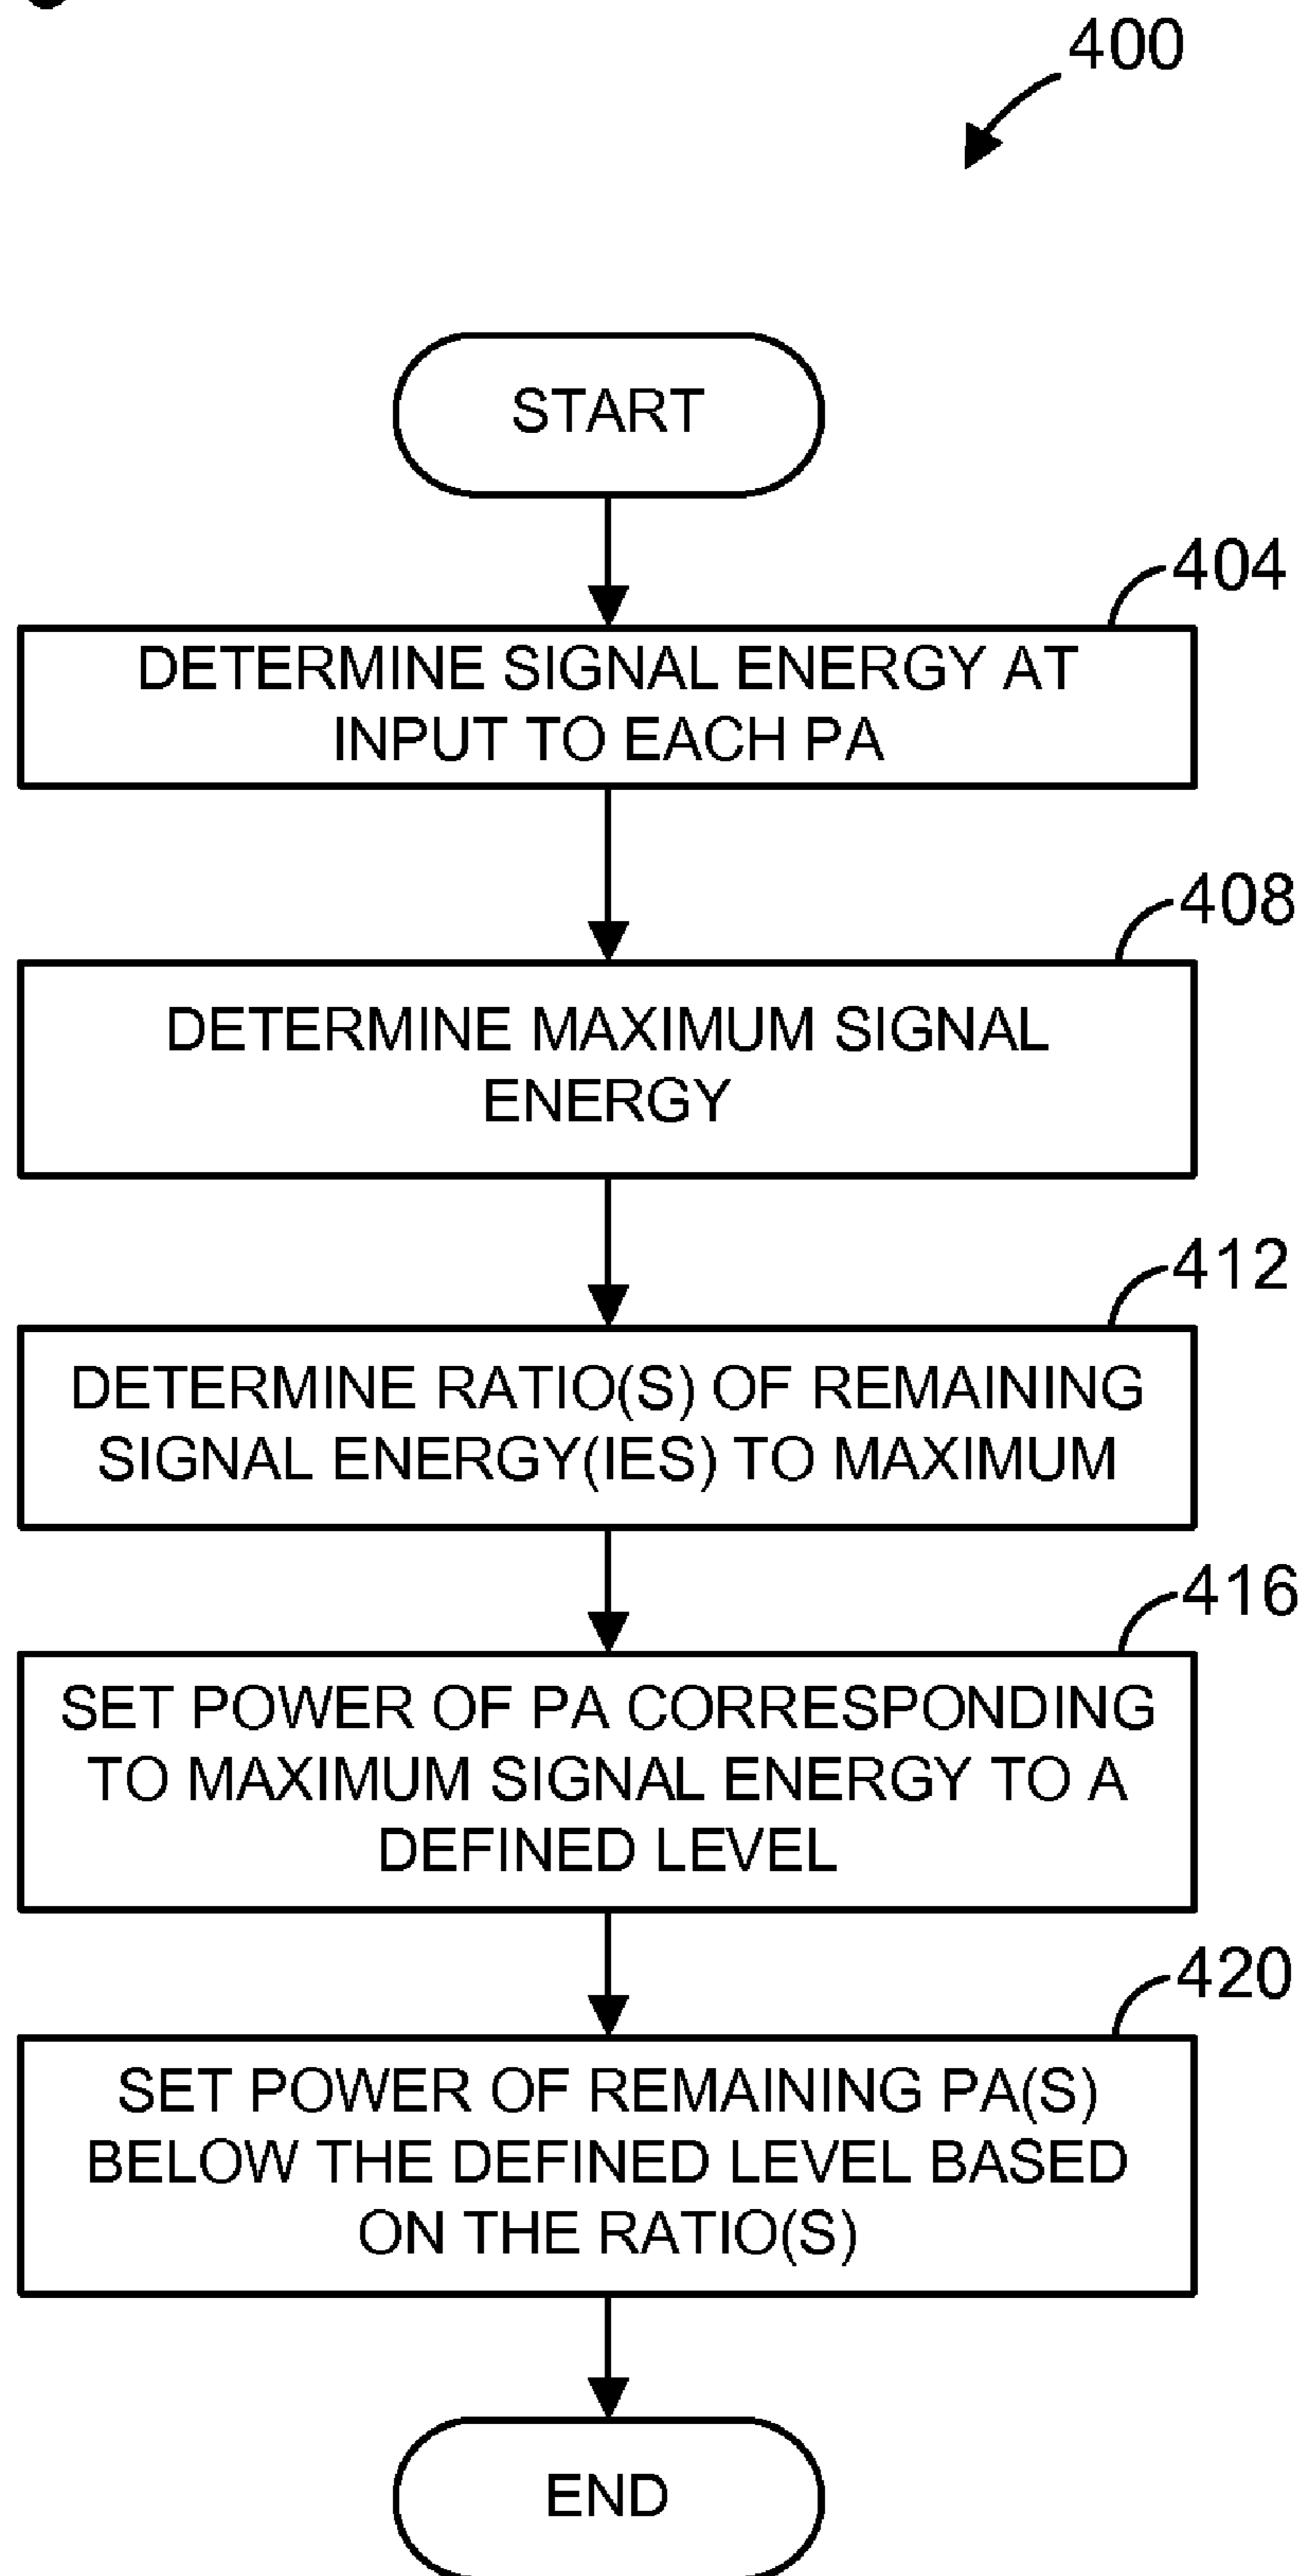 400
START
404
DETERMINE SIGNAL ENERGY AT
INPUT TO EACH PA
408
DETERMINE MAXIMUM SIGNAL
ENERGY
412
DETERMINE RATIO(S) OF REMAINING
SIGNAL ENERGY(IES) TO MAXIMUM
416
SET POWER OF PA CORRESPONDING
TO MAXIMUM SIGNAL ENERGY TO A
DEFINED LEVEL
420
SET POWER OF REMAINING PA(S)
BELOW THE DEFINED LEVEL BASED
ON THE RATIO(S)
END